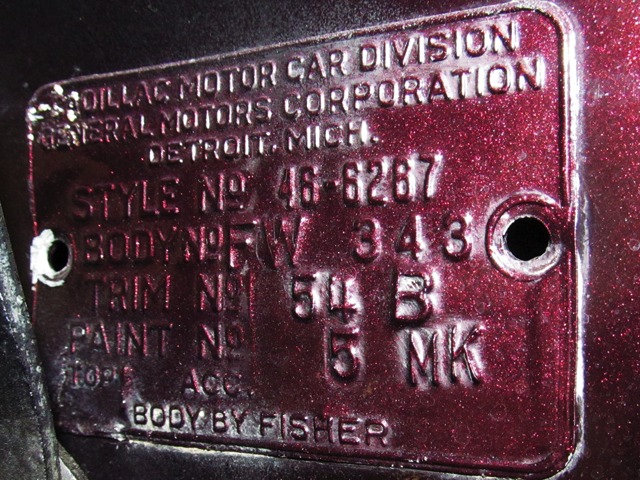 CADILLAC MOTOR CAR DIVISION
GENERAL MOTORS CORPORATION
DETROIT, MICH.
STYLE Nº 46-6267
BODY Nº FW 343
TRIM Nº 54 B
PAINT Nº 5 MK
TOP ACC.
BODY BY FISHER